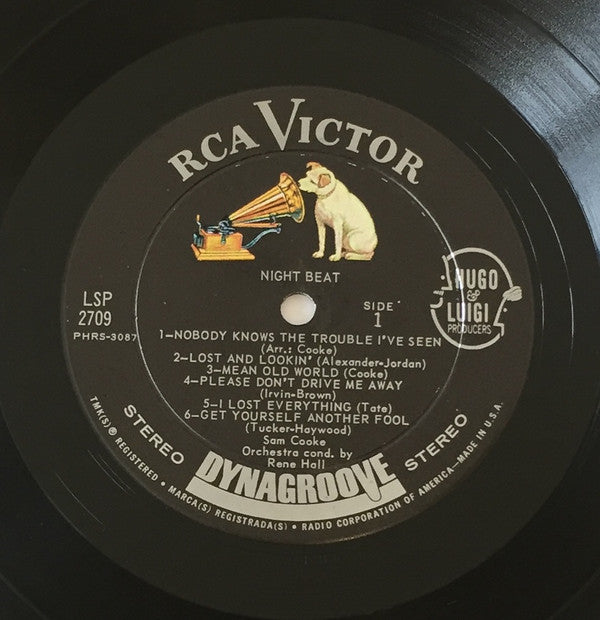 RCA VICTOR
NIGHT BEAT
HUGO
&
LUIGI
PRODUCERS
LSP
2709
PHRS-3087
SIDE
1
1—NOBODY KNOWS THE TROUBLE I'VE SEEN
(Arr.: Cooke)
2—LOST AND LOOKIN' (Alexander-Jordan)
3—MEAN OLD WORLD (Cooke)
4—PLEASE DON'T DRIVE ME AWAY
(Irvin-Brown)
5—I LOST EVERYTHING (Tate)
6—GET YOURSELF ANOTHER FOOL
(Tucker-Haywood)
Sam Cooke
Orchestra cond. by
Rene Hall
STEREO DYNAGROOVE STEREO
TMK(S) ® REGISTERED • MARCA(S) REGISTRADA(S) • RADIO CORPORATION OF AMERICA—MADE IN U.S.A.